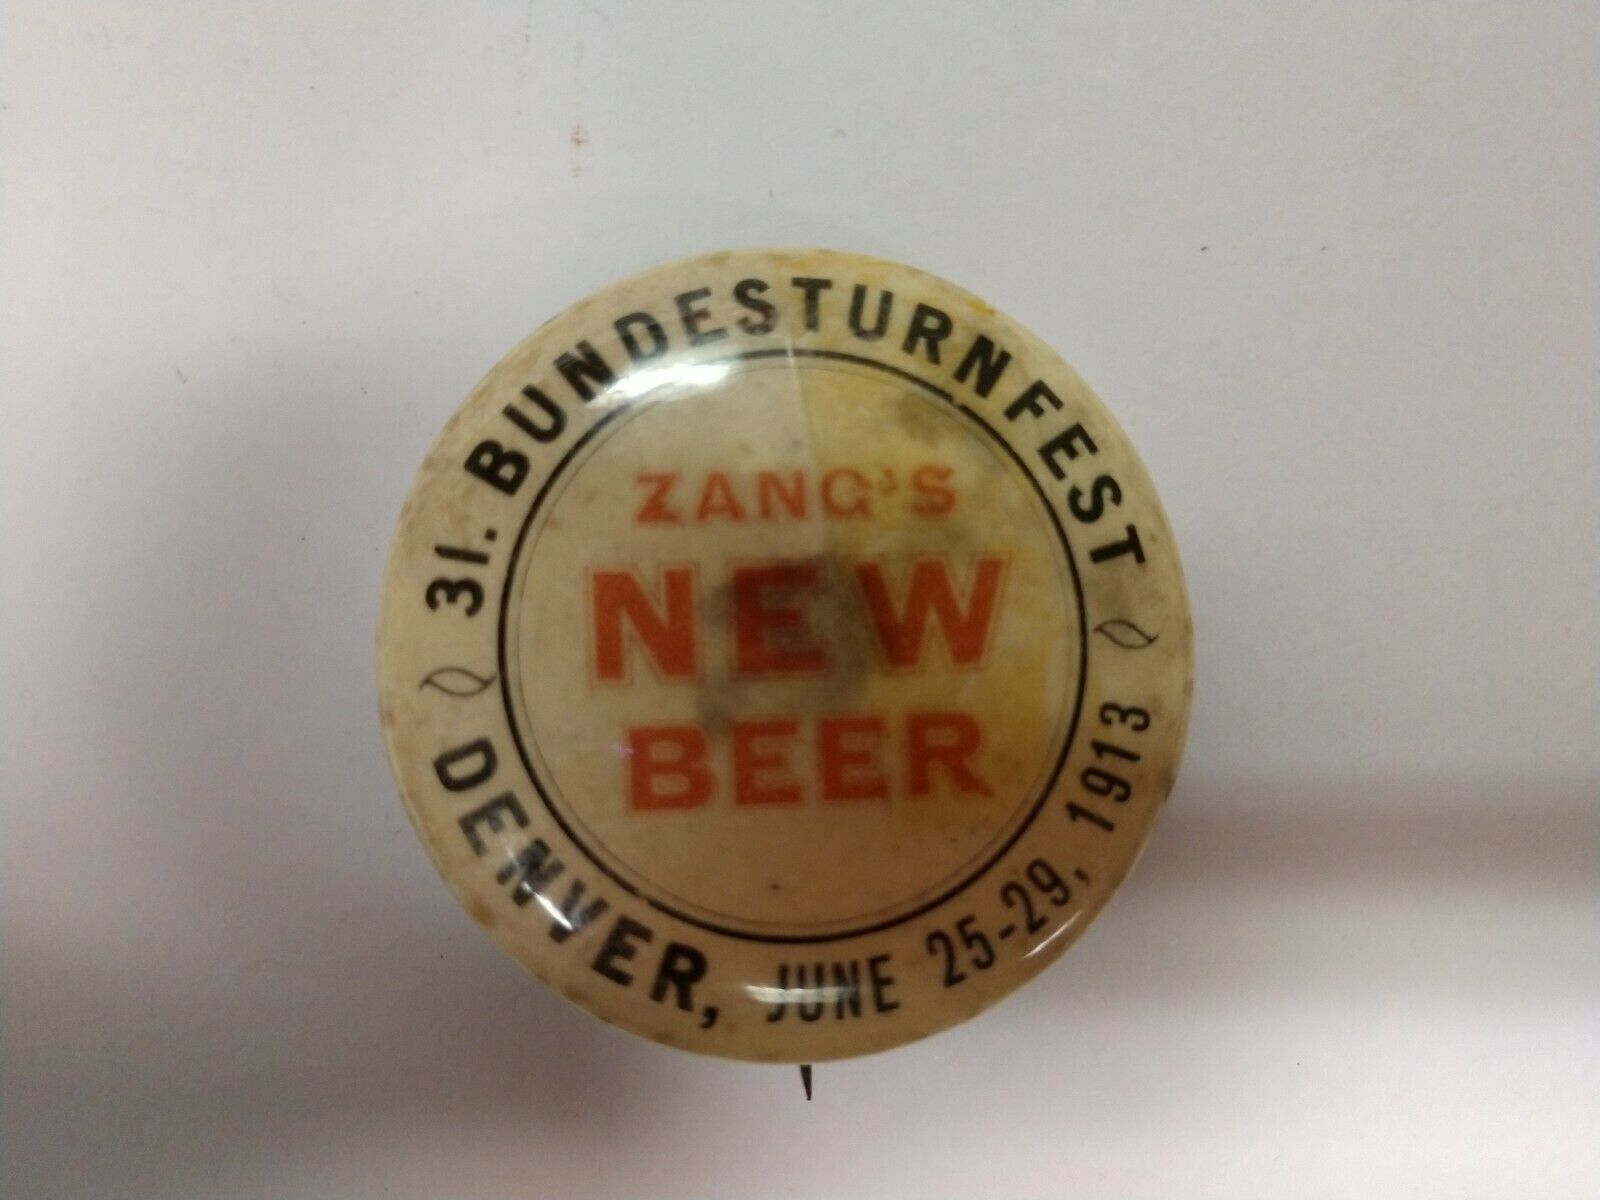 31. BUNDESTURNFEST
ZANG'S
NEW
BEER
DENVER, JUNE 25-29, 1913